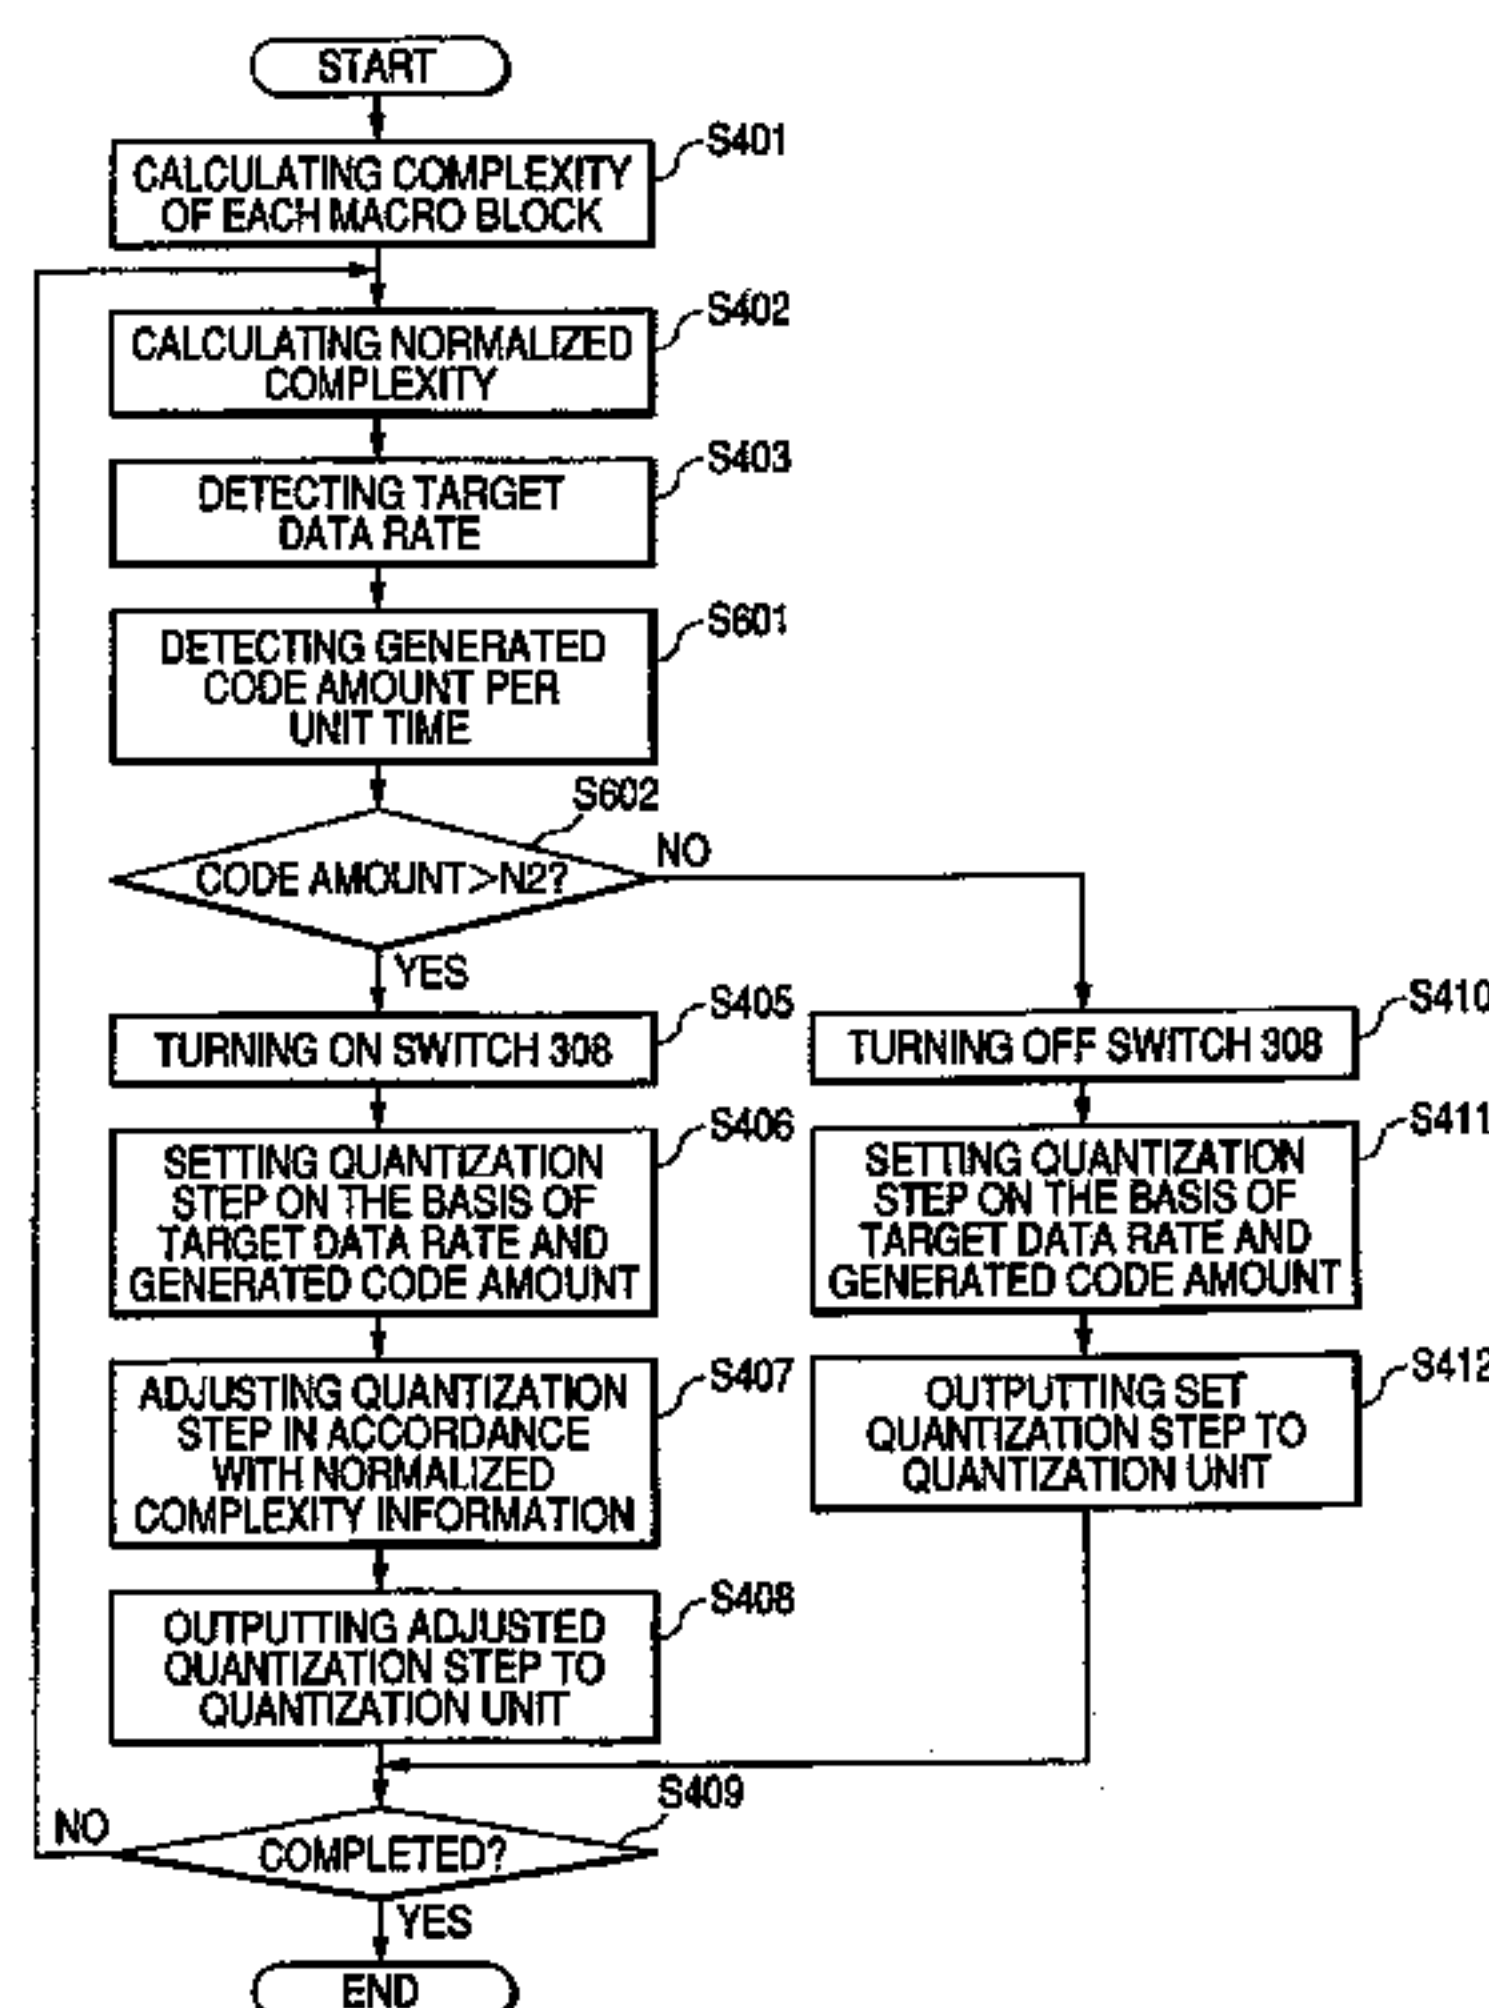 START
S401
CALCULATING COMPLEXITY
OF EACH MACRO BLOCK
S402
CALCULATING NORMALIZED
COMPLEXITY
S403
DETECTING TARGET
DATA RATE
S601
DETECTING GENERATED
CODE AMOUNT PER
UNIT TIME
S602
CODE AMOUNT>N2?
NO
YES
S405
TURNING ON SWITCH 308
S406
SETTING QUANTIZATION
STEP ON THE BASIS OF
TARGET DATA RATE AND
GENERATED CODE AMOUNT
S407
ADJUSTING QUANTIZATION
STEP IN ACCORDANCE
WITH NORMALIZED
COMPLEXITY INFORMATION
S408
OUTPUTTING ADJUSTED
QUANTIZATION STEP TO
QUANTIZATION UNIT
S410
TURNING OFF SWITCH 308
S411
SETTING QUANTIZATION
STEP ON THE BASIS OF
TARGET DATA RATE AND
GENERATED CODE AMOUNT
S412
OUTPUTTING SET
QUANTIZATION STEP TO
QUANTIZATION UNIT
S409
NO
COMPLETED?
YES
END